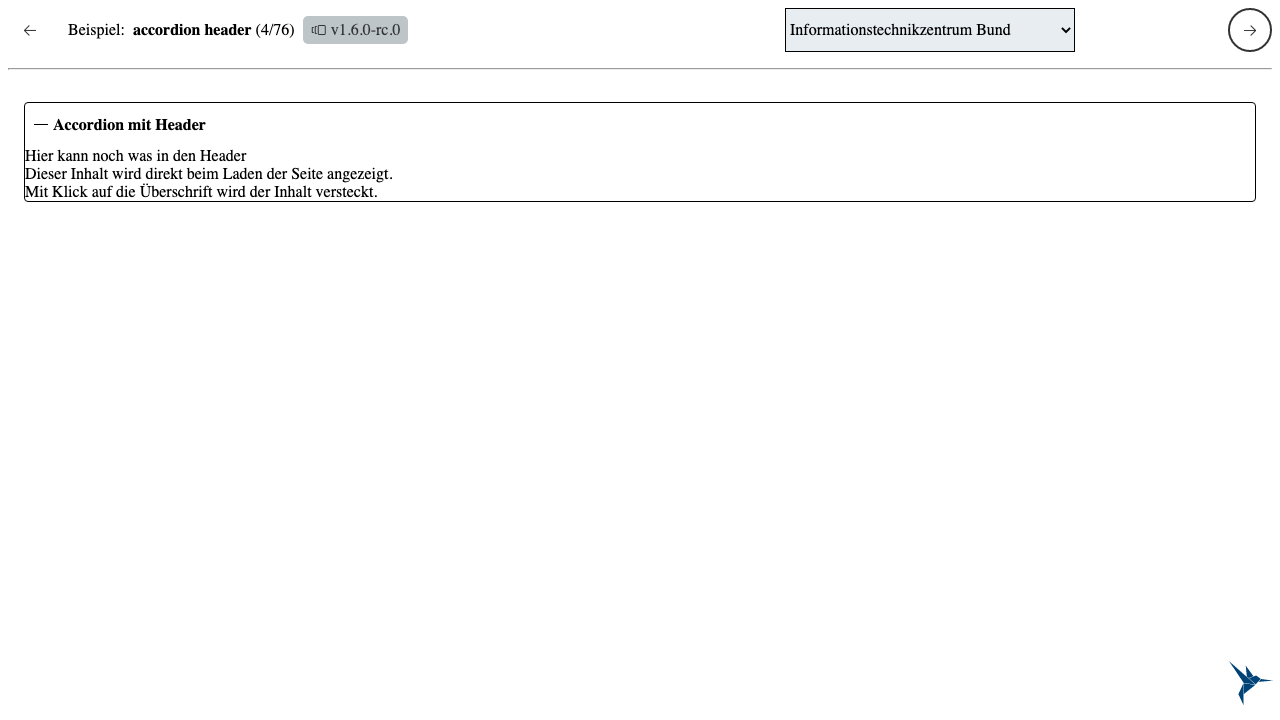 Beispiel: accordion header (4/76) v1.6.0-rc.0 Informationstechnikzentrum Bund
Accordion mit Header
Hier kann noch was in den Header
Dieser Inhalt wird direkt beim Laden der Seite angezeigt.
Mit Klick auf die Überschrift wird der Inhalt versteckt.